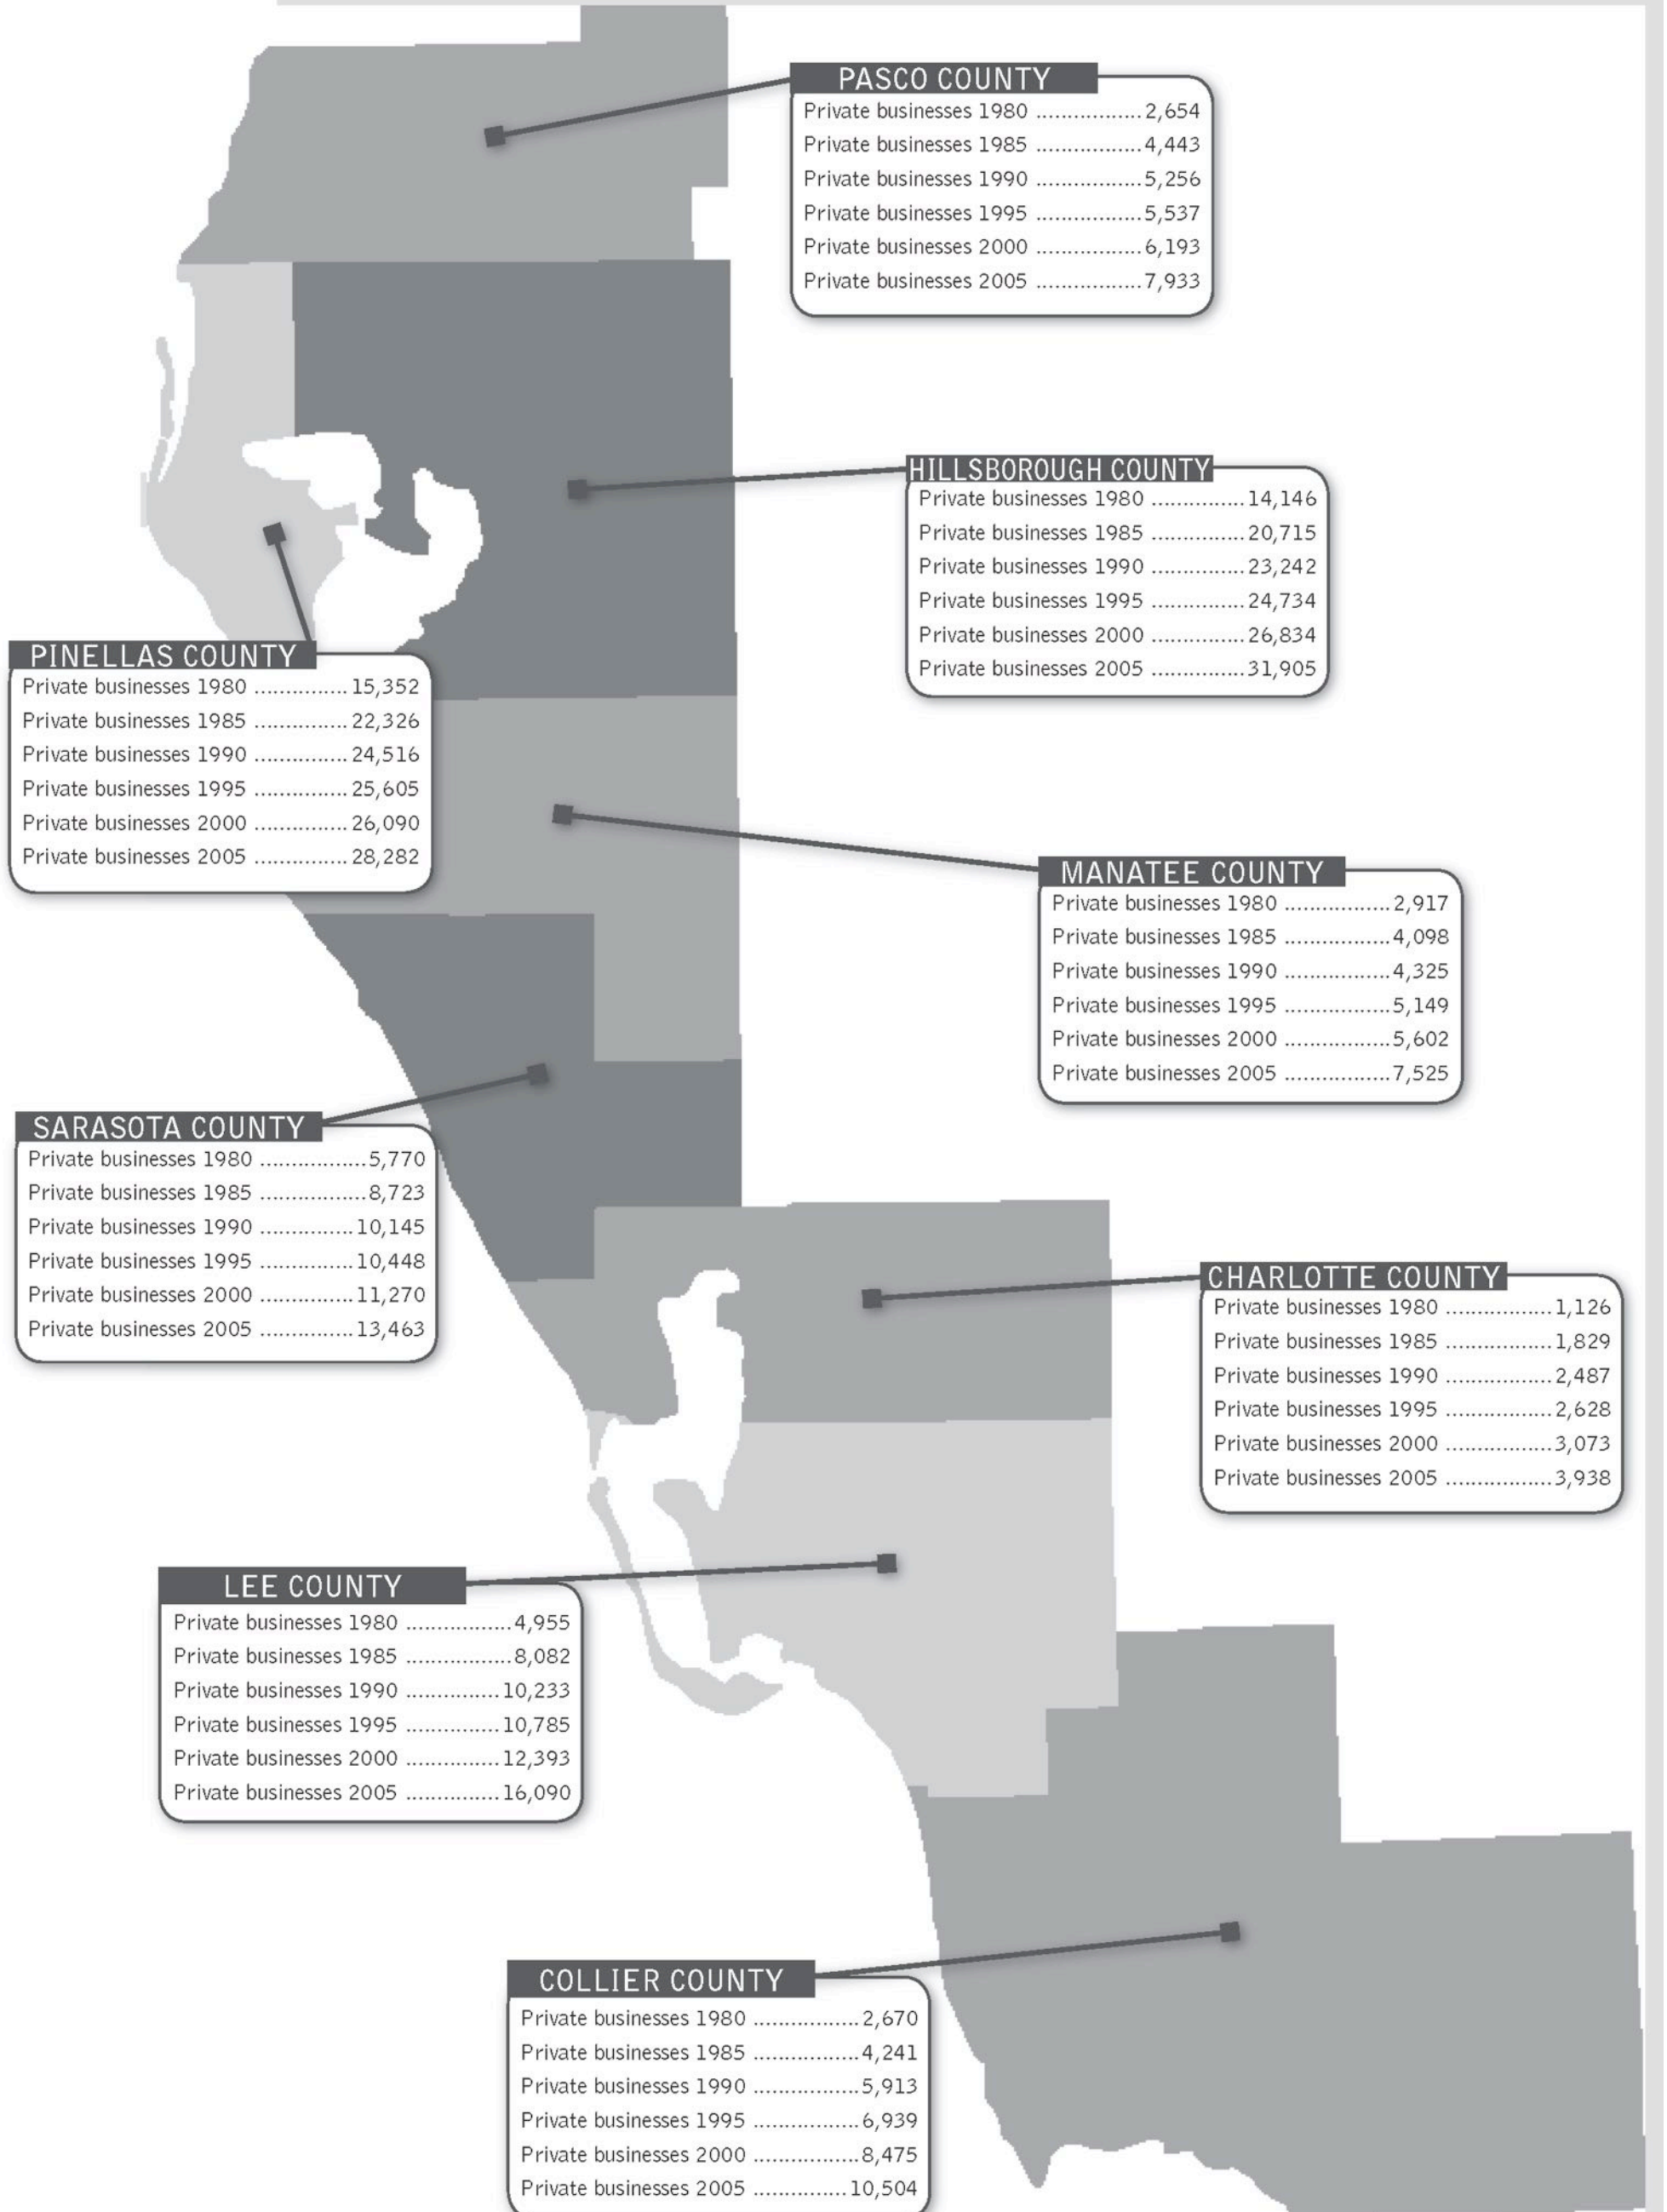 PASCO COUNTY
Private businesses 1980 .................2,654
Private businesses 1985 .................4,443
Private businesses 1990 .................5,256
Private businesses 1995 .................5,537
Private businesses 2000 .................6,193
Private businesses 2005 .................7,933
HILLSBOROUGH COUNTY
Private businesses 1980 ...............14,146
Private businesses 1985 ...............20,715
Private businesses 1990 ...............23,242
Private businesses 1995 ...............24,734
Private businesses 2000 ...............26,834
Private businesses 2005 ...............31,905
PINELLAS COUNTY
Private businesses 1980 ...............15,352
Private businesses 1985 ...............22,326
Private businesses 1990 ...............24,516
Private businesses 1995 ...............25,605
Private businesses 2000 ...............26,090
Private businesses 2005 ...............28,282
MANATEE COUNTY
Private businesses 1980 .................2,917
Private businesses 1985 .................4,098
Private businesses 1990 .................4,325
Private businesses 1995 .................5,149
Private businesses 2000 .................5,602
Private businesses 2005 .................7,525
SARASOTA COUNTY
Private businesses 1980 .................5,770
Private businesses 1985 .................8,723
Private businesses 1990 ...............10,145
Private businesses 1995 ...............10,448
Private businesses 2000 ...............11,270
Private businesses 2005 ...............13,463
CHARLOTTE COUNTY
Private businesses 1980 .................1,126
Private businesses 1985 .................1,829
Private businesses 1990 .................2,487
Private businesses 1995 .................2,628
Private businesses 2000 .................3,073
Private businesses 2005 .................3,938
LEE COUNTY
Private businesses 1980 .................4,955
Private businesses 1985 .................8,082
Private businesses 1990 ...............10,233
Private businesses 1995 ...............10,785
Private businesses 2000 ...............12,393
Private businesses 2005 ...............16,090
COLLIER COUNTY
Private businesses 1980 .................2,670
Private businesses 1985 .................4,241
Private businesses 1990 .................5,913
Private businesses 1995 .................6,939
Private businesses 2000 .................8,475
Private businesses 2005 ...............10,504